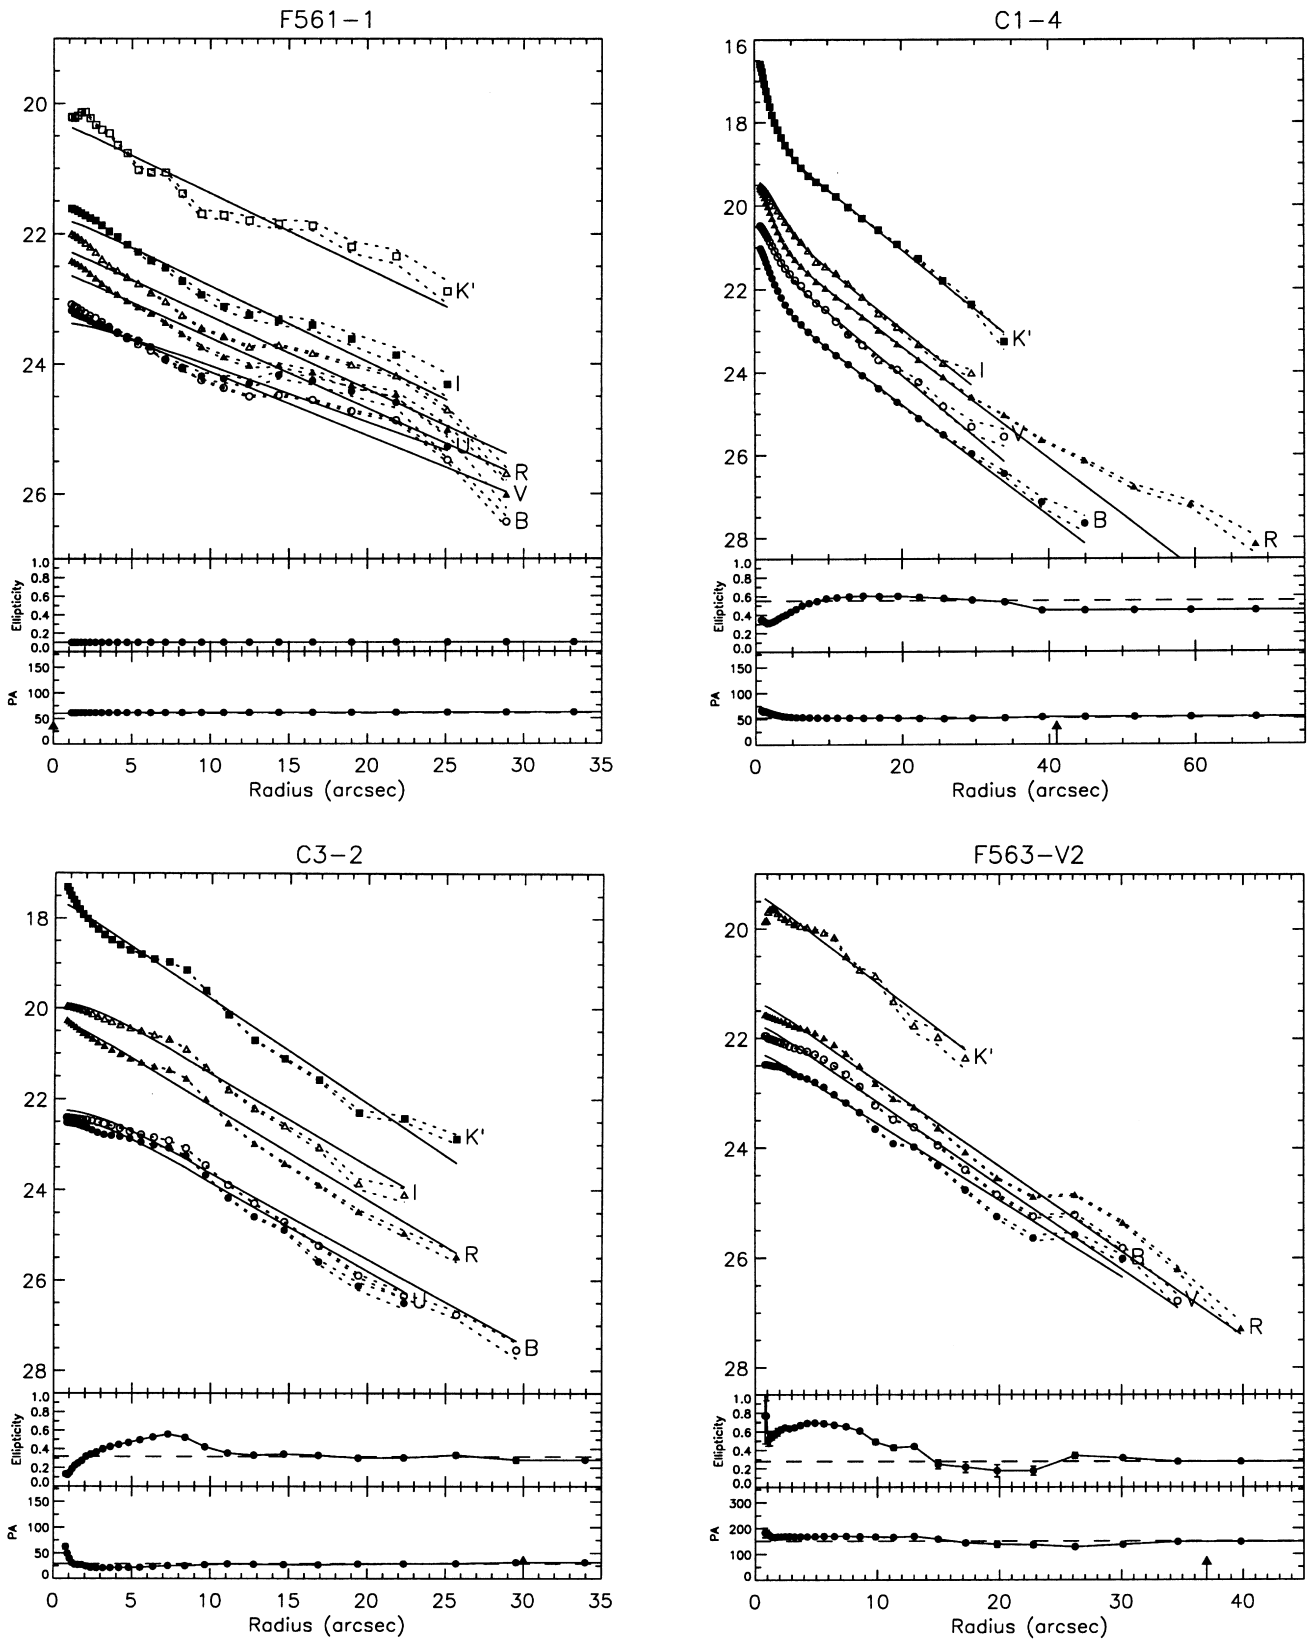 F561-1
20
22
24
26
K'
I
U
R
V
B
Ellipticity
1.0
0.8
0.6
0.4
0.2
0.0
PA
150
100
50
0
0 5 10 15 20 25 30 35
Radius (arcsec)
C1-4
16
18
20
22
24
26
28
K'
I
V
B
R
Ellipticity
1.0
0.8
0.6
0.4
0.2
0.0
PA
150
100
50
0
0 20 40 60
Radius (arcsec)
C3-2
18
20
22
24
26
28
K'
I
R
U
B
Ellipticity
1.0
0.8
0.6
0.4
0.2
0.0
PA
150
100
50
0
0 5 10 15 20 25 30 35
Radius (arcsec)
F563-V2
20
22
24
26
28
K'
B
V
R
Ellipticity
1.0
0.8
0.6
0.4
0.2
0.0
PA
300
200
100
0 10 20 30 40
Radius (arcsec)